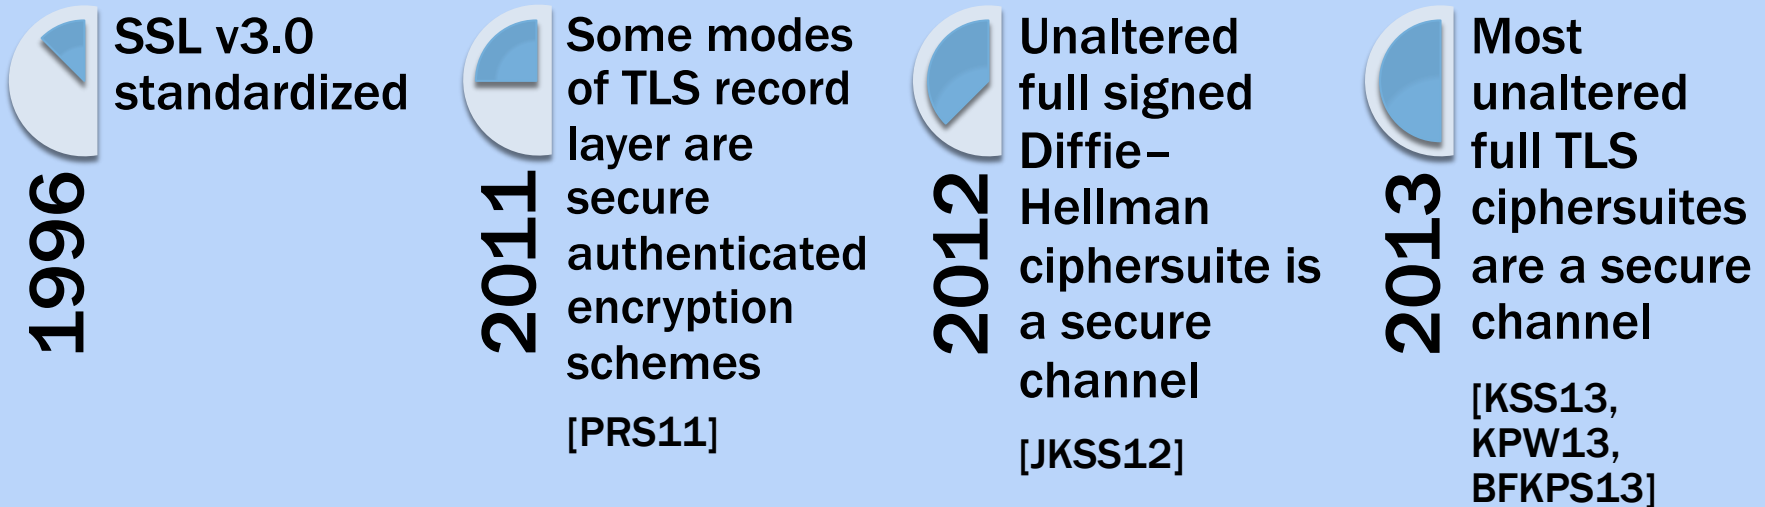 1996
SSL v3.0
standardized
2011
Some modes
of TLS record
layer are
secure
authenticated
encryption
schemes
[PRS11]
2012
Unaltered
full signed
Diffie–
Hellman
ciphersuite is
a secure
channel
[JKSS12]
2013
Most
unaltered
full TLS
ciphersuites
are a secure
channel
[KSS13,
KPW13,
BFKPS13]